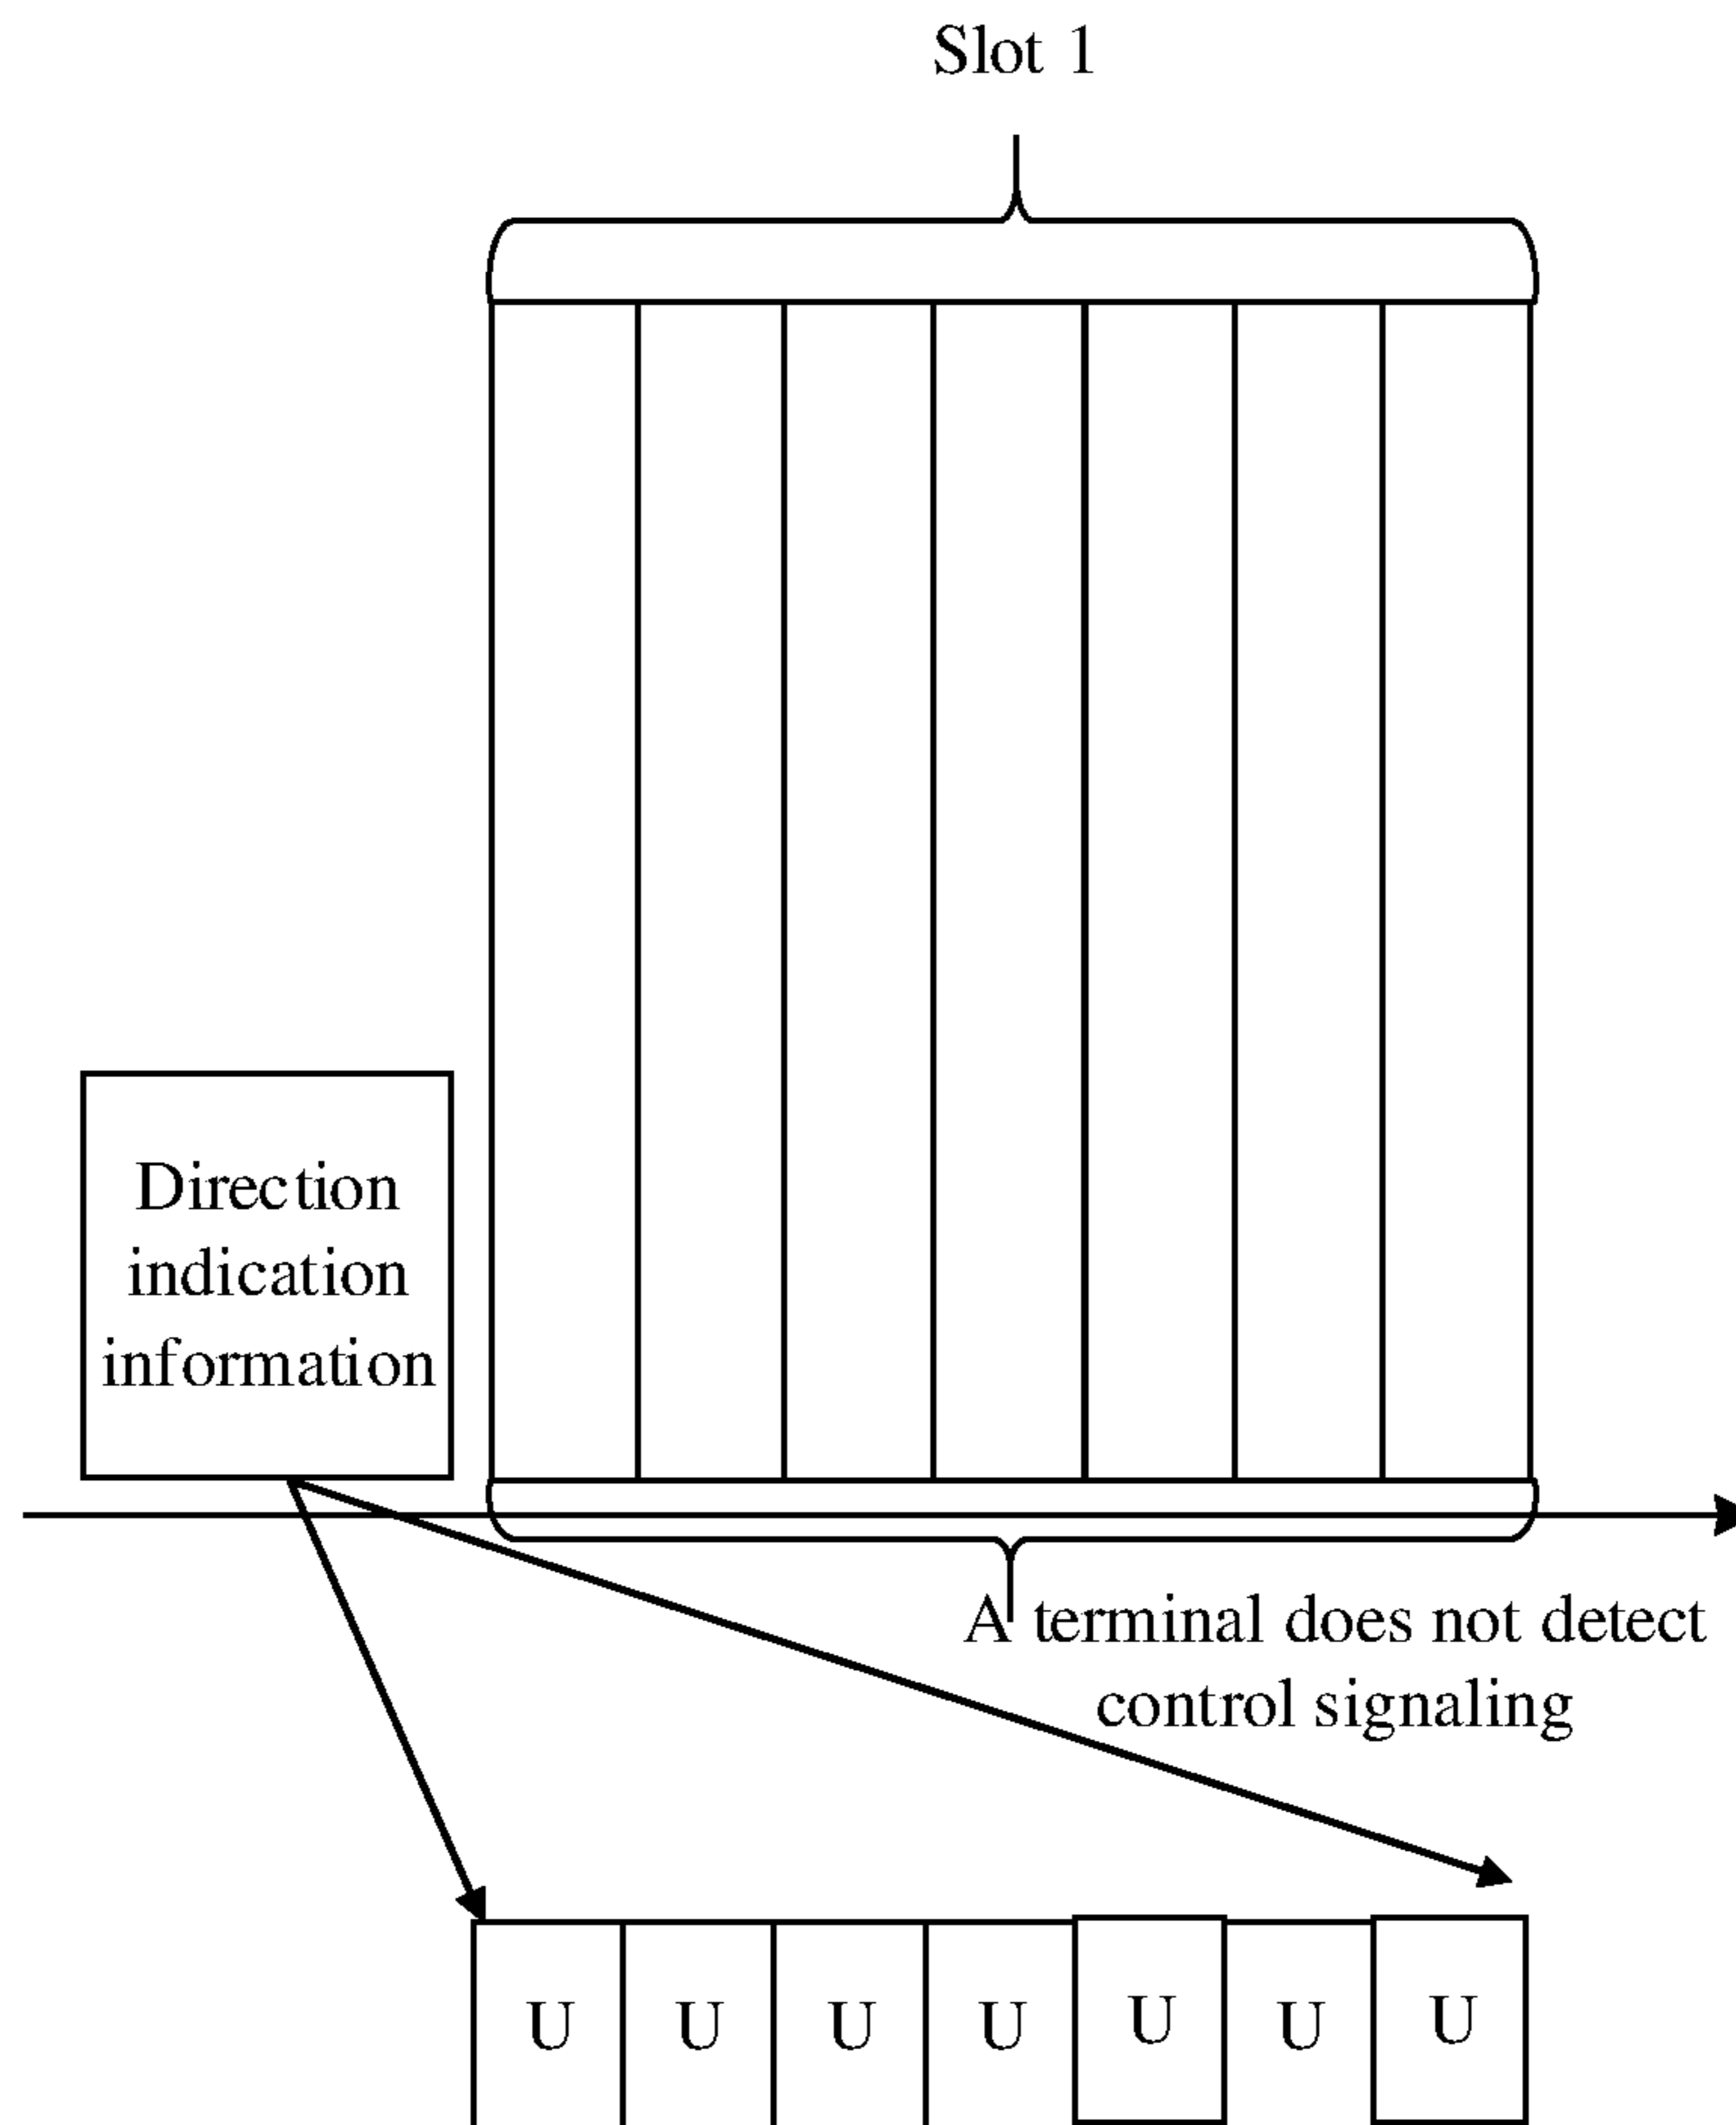 Slot 1
Direction
indication
information
A terminal does not detect
control signaling
U U U U U U U